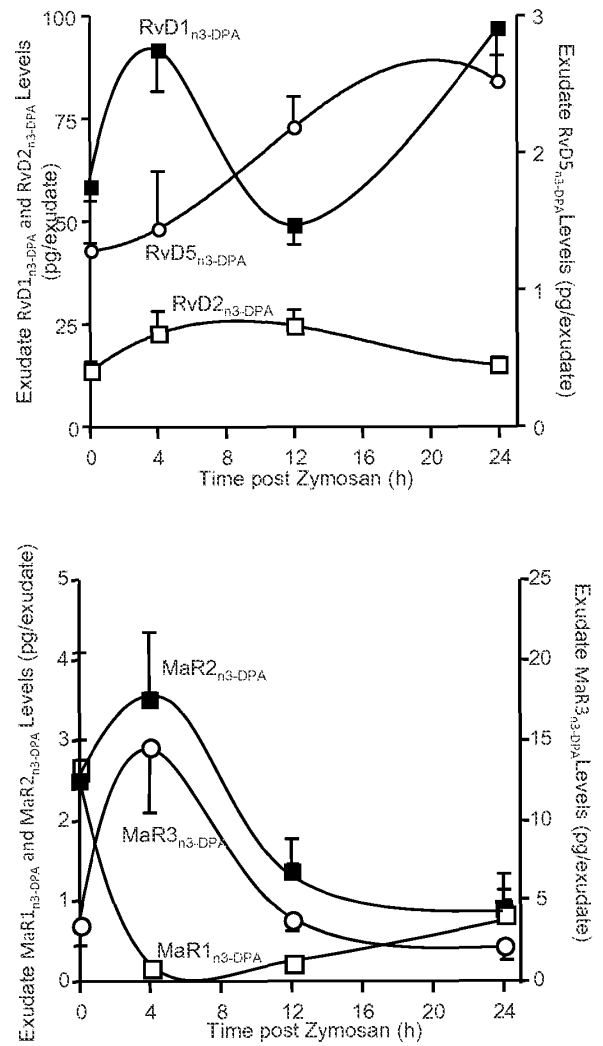 Exudate RvD1n3-DPA and RvD2n3-DPA Levels
(pg/exudate)
100
75
50
25
0
RvD1n3-DPA
RvD5n3-DPA
RvD2n3-DPA
3
2
1
0
Exudate RvD5n3-DPA Levels (pg/exudate)
0 4 8 12 16 20 24
Time post Zymosan (h)
Exudate MaR1n3-DPA and MaR2n3-DPA Levels (pg/exudate)
5
4
3
2
1
0
MaR2n3-DPA
MaR3n3-DPA
MaR1n3-DPA
25
20
15
10
5
0
Exudate MaR3n3-DPA Levels (pg/exudate)
0 4 8 12 16 20 24
Time post Zymosan (h)